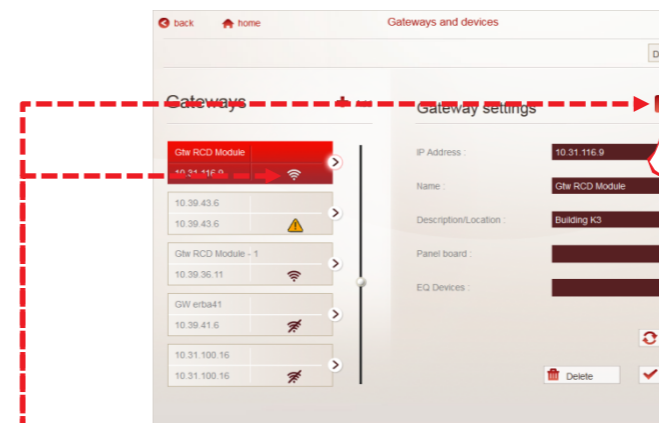 back home Gateways and devices
D
Gateways
Gateway settings
Gtw RCD Module
10.31.116.9
10.39.43.6
10.39.43.6
Gtw RCD Module - 1
10.39.36.11
GW erba41
10.39.41.6
10.31.100.16
10.31.100.16
IP Address : 10.31.116.9
Name : Gtw RCD Module
Description/Location : Building K3
Panel board :
EQ Devices :
Delete